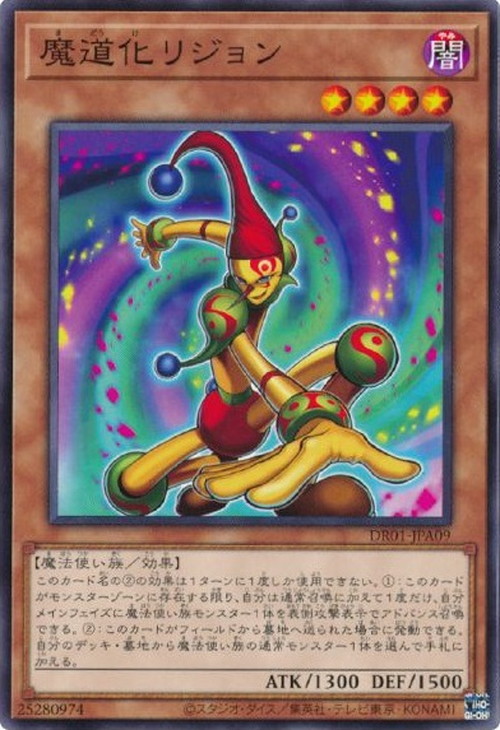 魔道化リジョン
闇
DR01-JPA09
【魔法使い族／効果】
このカード名の②の効果は１ターンに１度しか使用できない。①：このカード
がモンスターゾーンに存在する限り、自分は通常召喚に加えて１度だけ、自分
メインフェイズに魔法使い族モンスター１体を表側攻撃表示でアドバンス召喚
できる。②：このカードがフィールドから墓地へ送られた場合に発動できる。
自分のデッキ・墓地から魔法使い族の通常モンスター１体を選んで手札に
加える。
ATK/1300 DEF/1500
25280974 ©スタジオ・ダイス／集英社・テレビ東京・KONAMI